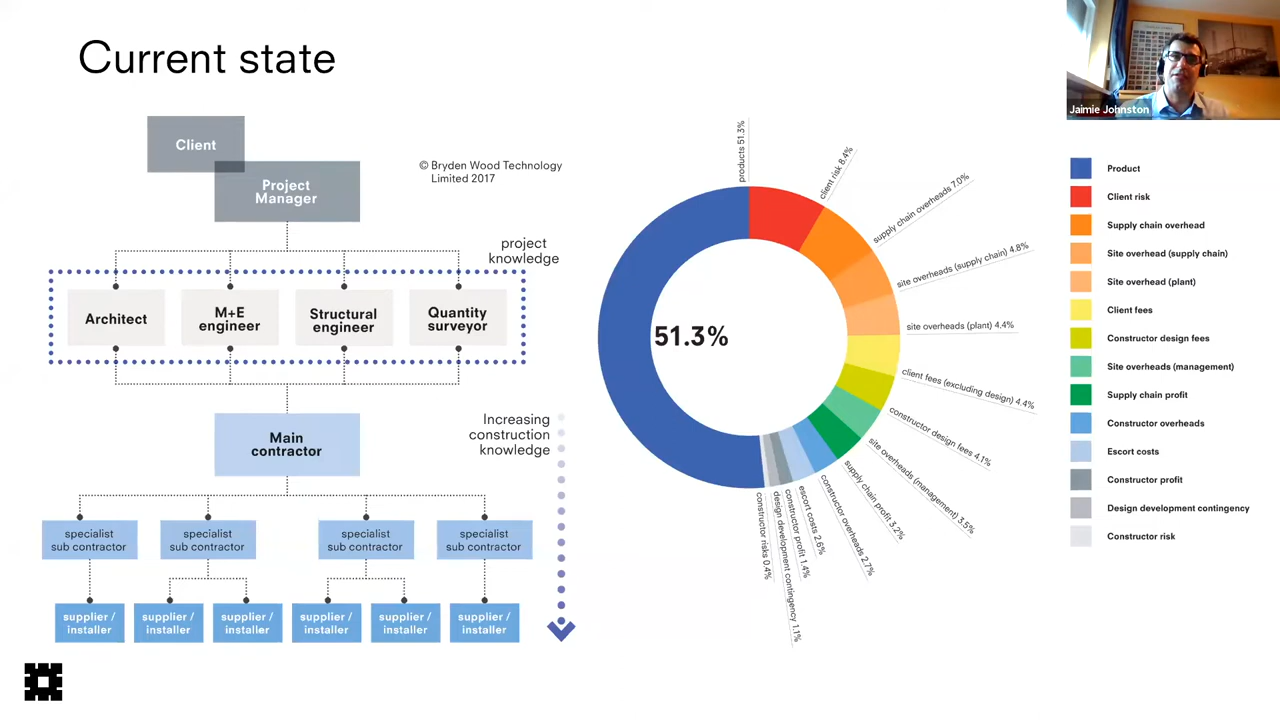 Current state
Jaimie Johnston
Client
Project
Manager
© Bryden Wood Technology
Limited 2017
project
knowledge
Architect
M+E
engineer
Structural
engineer
Quantity
surveyor
Main
contractor
Increasing
construction
knowledge
specialist
sub contractor
specialist
sub contractor
specialist
sub contractor
specialist
sub contractor
supplier /
installer
supplier /
installer
supplier /
installer
supplier /
installer
supplier /
installer
supplier /
installer
51.3%
products 51.3%
client risk 8.4%
supply chain overheads 7.0%
site overheads (supply chain) 4.8%
site overheads (plant) 4.4%
client fees (excluding design) 4.4%
constructor design fees 4.1%
site overheads (management) 3.5%
supply chain profit 3.2%
constructor overheads 2.7%
escort costs 2.6%
constructor profit 1.4%
design development contingency 1.1%
constructor risks 0.4%
Product
Client risk
Supply chain overhead
Site overhead (supply chain)
Site overhead (plant)
Client fees
Constructor design fees
Site overheads (management)
Supply chain profit
Constructor overheads
Escort costs
Constructor profit
Design development contingency
Constructor risk